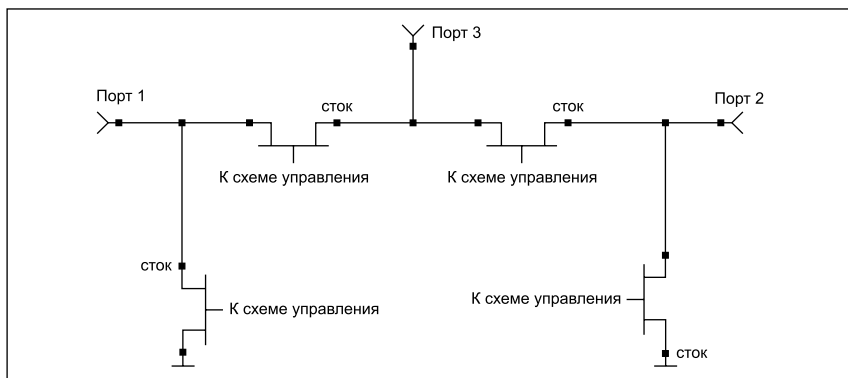 Порт 3
Порт 1
сток
сток
Порт 2
К схеме управления
К схеме управления
сток
К схеме управления
К схеме управления
сток